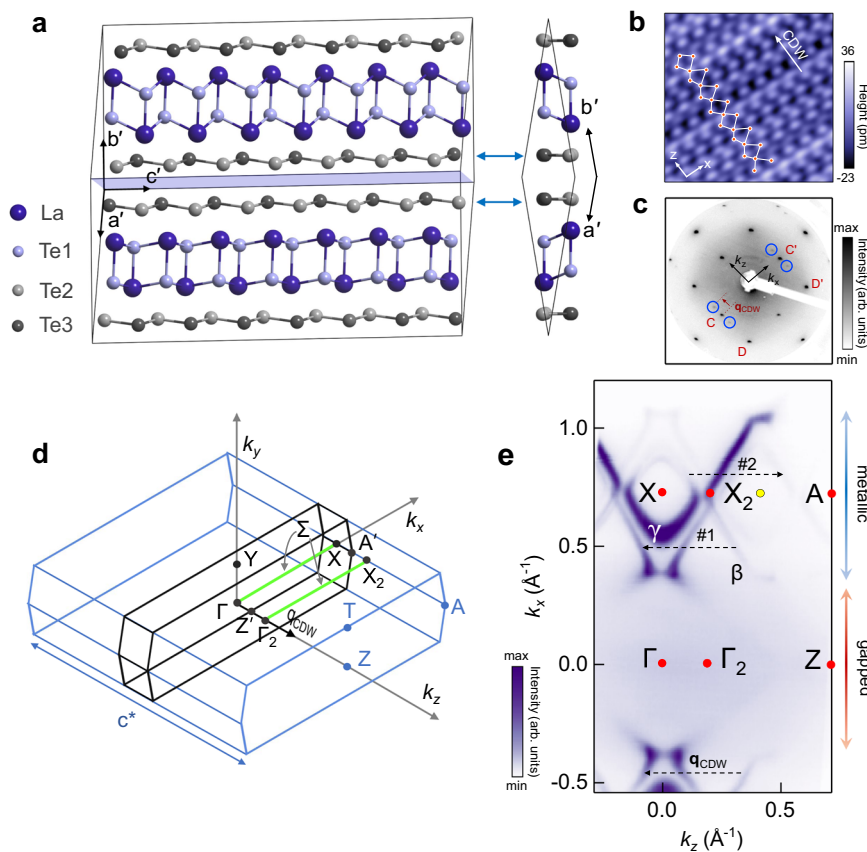 a
b′
c′
a′
b′
a′
La
Te1
Te2
Te3
b
CDW
z
x
36
Height (pm)
-23
c
C′
k_z
k_x
D′
q_CDW
C
D
max
Intensity (arb. units)
min
d
k_y
k_x
Σ
A′
X
Y
X_2
Γ
T
A
Z′
Γ_2
q_CDW
Z
k_z
c*
e
1.0
0.5
0.0
-0.5
k_x (Å⁻¹)
#2
X
X_2
A
γ
#1
β
Γ
Γ_2
Z
q_CDW
max
Intensity (arb. units)
min
metallic
gapped
0.0
0.5
k_z (Å⁻¹)